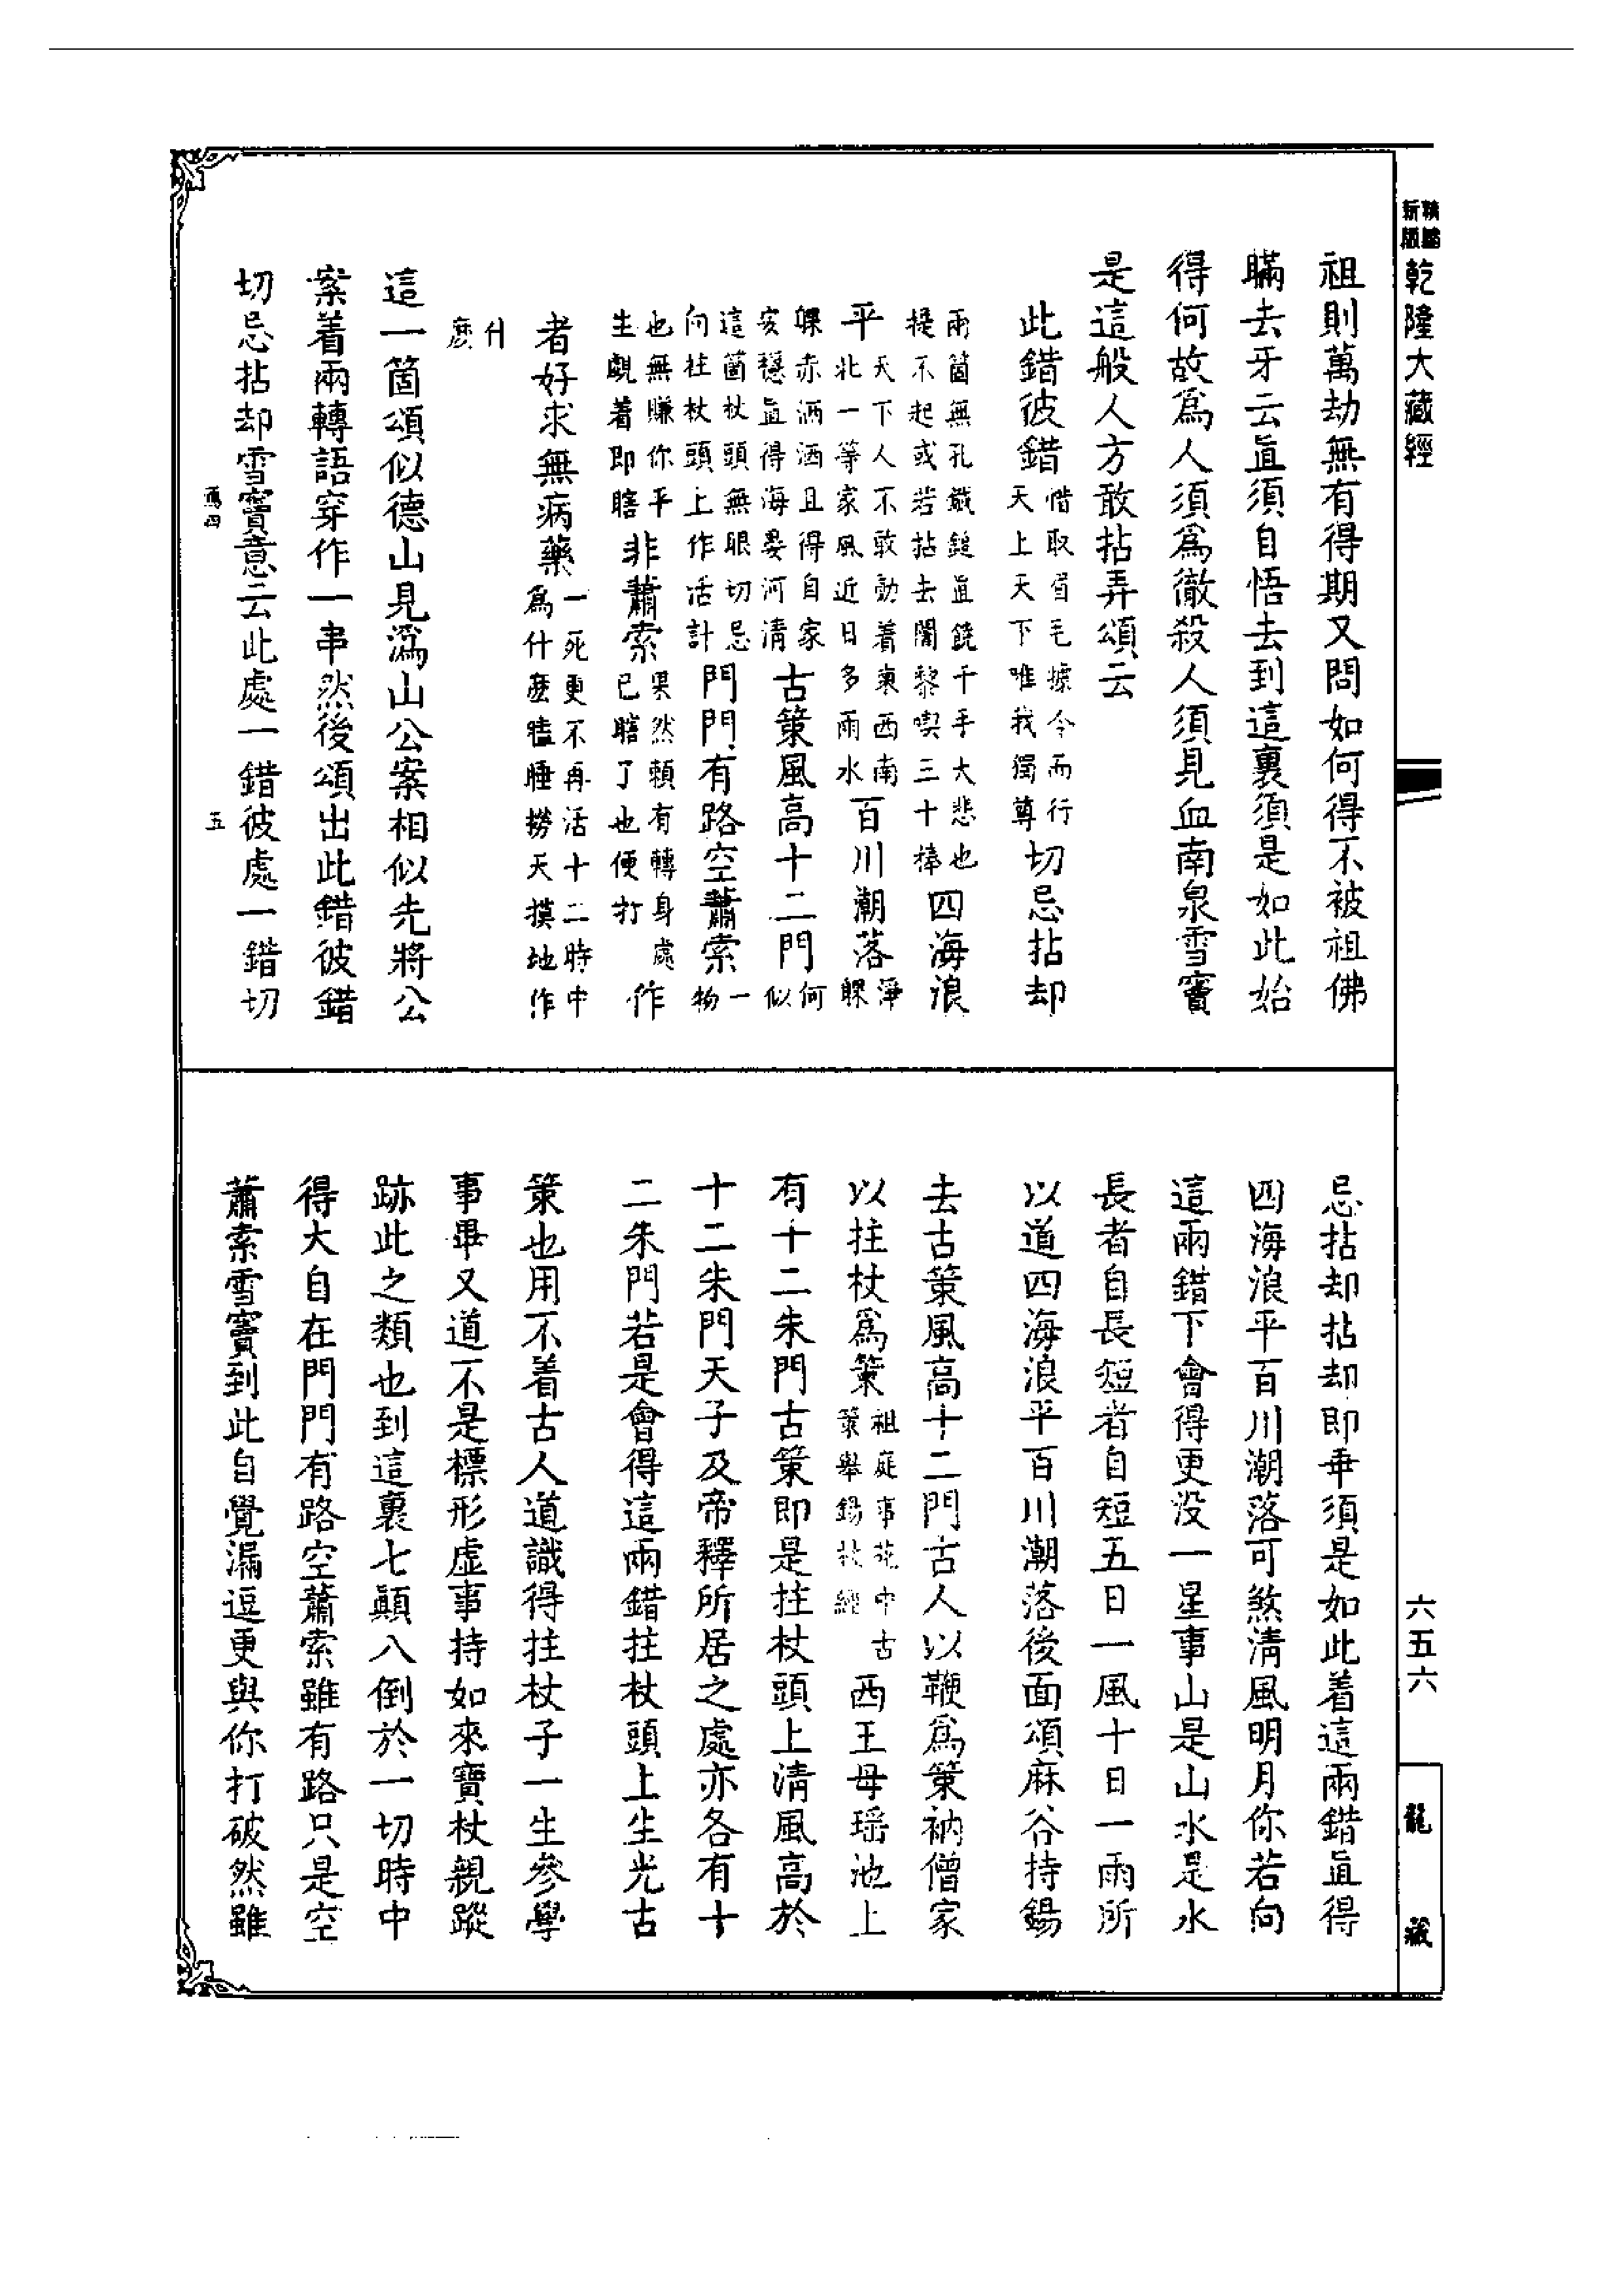 乾隆大藏經
祖則萬劫無有得期又問如何得不被祖佛
瞞去牙云直須自悟去到這裏須是如此始
得何故爲人須爲徹殺人須見血南泉雪竇
是這般人方敢拈弄頌云
此錯彼錯惜取眉毛據令而行天上天下唯我獨尊切忌拈却
兩箇無孔鐵鎚直饒千手大悲也提不起或若拈去闍黎喫三十棒四海浪
平天下人不敢動着東西南北一等家風近日多雨水百川潮落淨躶
躶赤洒洒且得自家安穩直得海晏河清古策風高十二門何似
這箇杖頭無眼切忌向拄杖頭上作活計門門有路空蕭索一物
也無賺你平生覷着即瞎非蕭索果然賴有轉身處已瞎了也便打作
者好求無病藥一死更不再活十二時中爲什麽瞌睡撈天摸地作
什麽
這一箇頌似德山見溈山公案相似先將公
案着兩轉語穿作一串然後頌出此錯彼錯
切忌拈却雪竇意云此處一錯彼處一錯切
五
忌拈却拈却即乖須是如此着這兩錯直得
四海浪平百川潮落可煞清風明月你若向
這兩錯下會得更没一星事山是山水是水
長者自長短者自短五日一風十日一雨所
以道四海浪平百川潮落後面頌麻谷持錫
去古策風高十二門古人以鞭爲策衲僧家
以拄杖爲策祖庭事苑中古策舉錫杖經西王母瑶池上
有十二朱門古策即是拄杖頭上清風高於
十二朱門天子及帝釋所居之處亦各有十
二朱門若是會得這兩錯拄杖頭上生光古
策也用不着古人道識得拄杖子一生參學
事畢又道不是標形虛事持如來寶杖親蹤
跡此之類也到這裏七顛八倒於一切時中
得大自在門門有路空蕭索雖有路只是空
蕭索雪竇到此自覺漏逗更與你打破然雖
六五六
龍藏